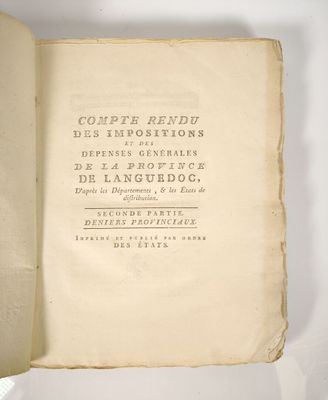 COMPTE RENDU
DES IMPOSITIONS
ET DES
DÉPENSES GÉNÉRALES
DE LA PROVINCE
DE LANGUEDOC,
D'après les Départemens, & les États de
distribution.
SECONDE PARTIE.
DENIERS PROVINCIAUX.
IMPRIMÉ ET PUBLIÉ PAR ORDRE
DES ÉTATS.